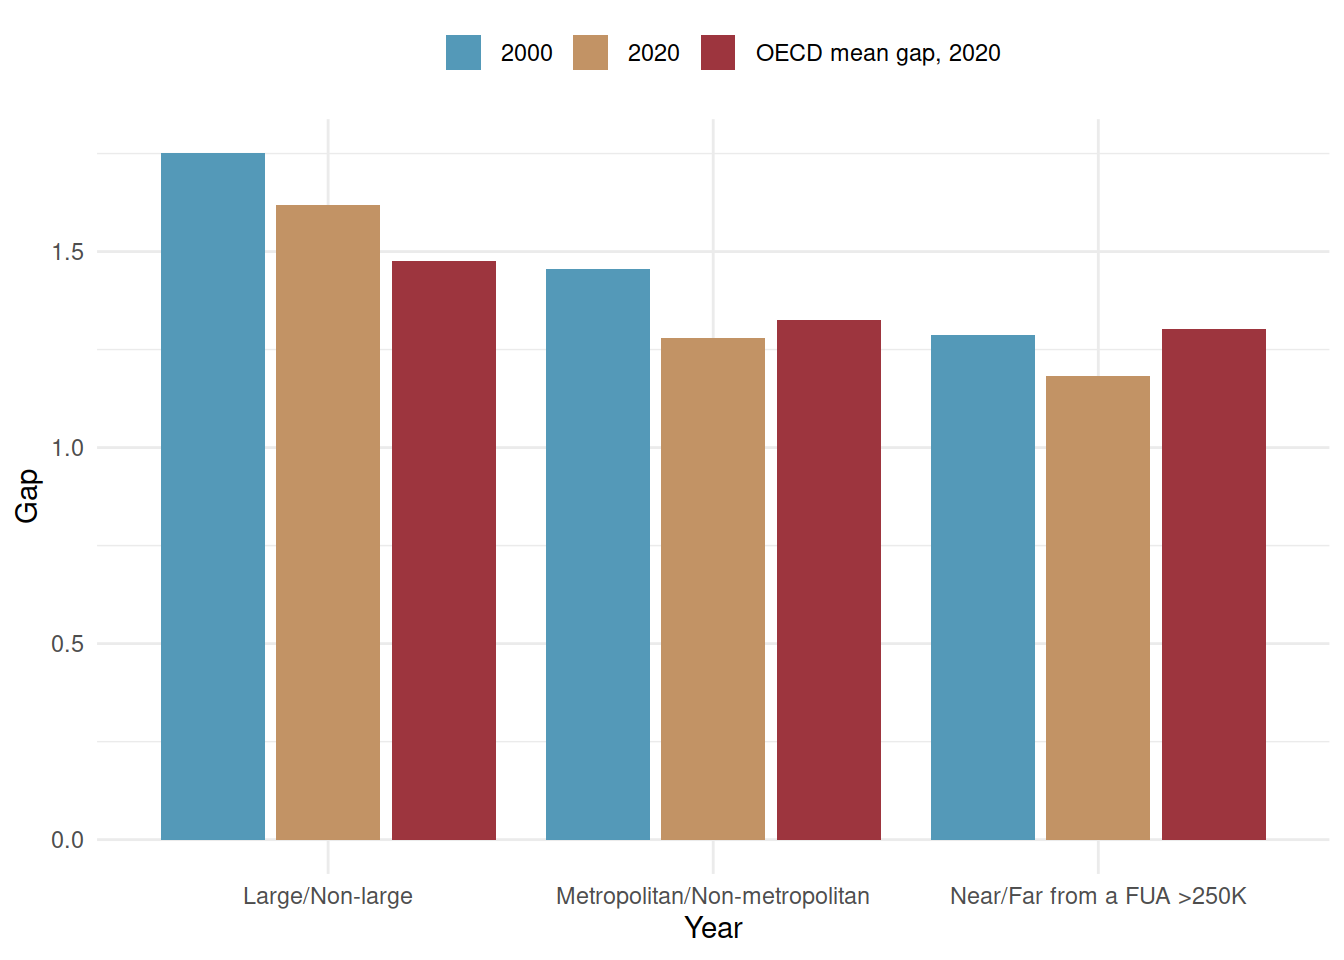 2000 2020 OECD mean gap, 2020
1.5
1.0
0.5
0.0
Gap
Large/Non-large Metropolitan/Non-metropolitan Near/Far from a FUA >250K
Year